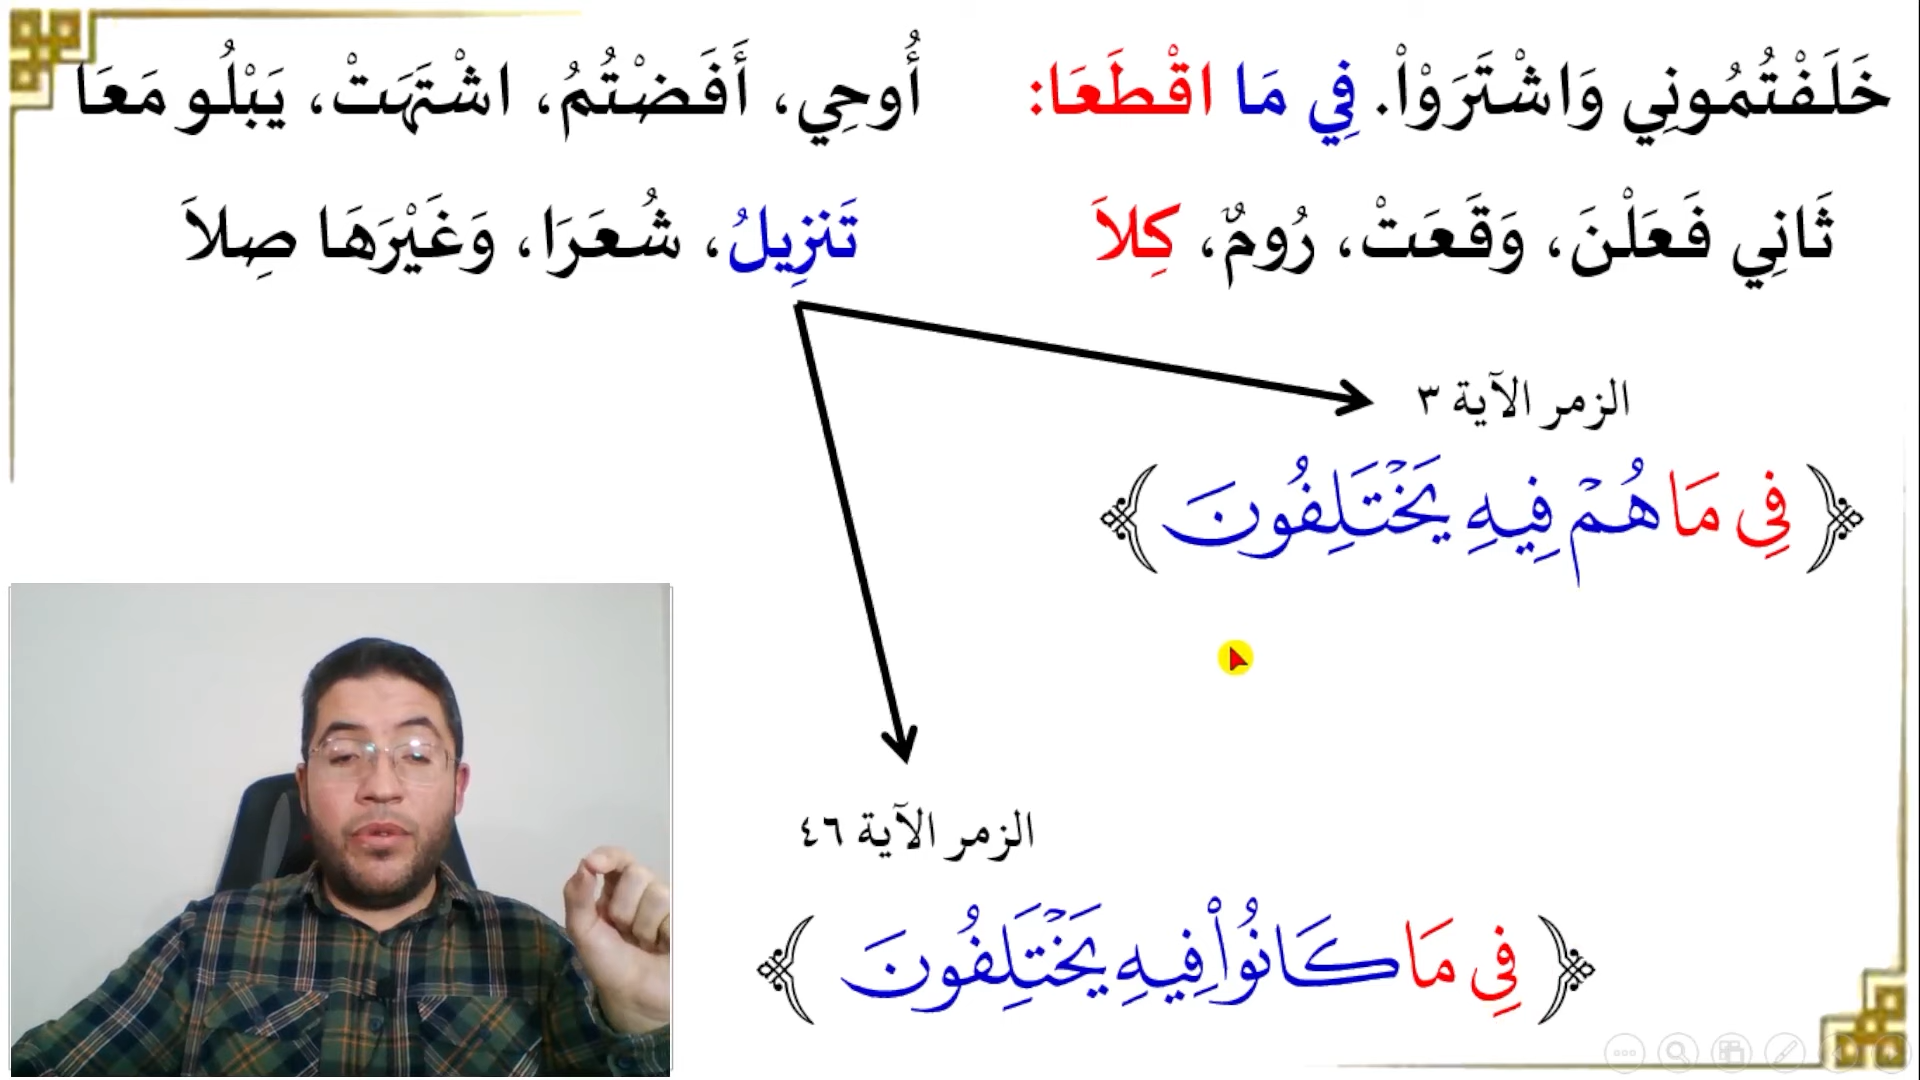 خَلَفْتُمُونِي وَاشْتَرَوْاْ. فِي مَا اقْطَعَا: أُوحِي، أَفَضْتُمُ، اشْتَهَتْ، يَبْلُو مَعَا
ثَانِي فَعَلْنَ، وَقَعَتْ، رُومٌ، كِلاَ تَنزِيلُ، شُعَرَا، وَغَيْرَهَا صِلاَ
الزمر الآية ٣
﴿ فِى مَا هُمْ فِيهِ يَخْتَلِفُونَ ﴾
الزمر الآية ٤٦
﴿ فِى مَا كَانُوا۟ فِيهِ يَخْتَلِفُونَ ﴾